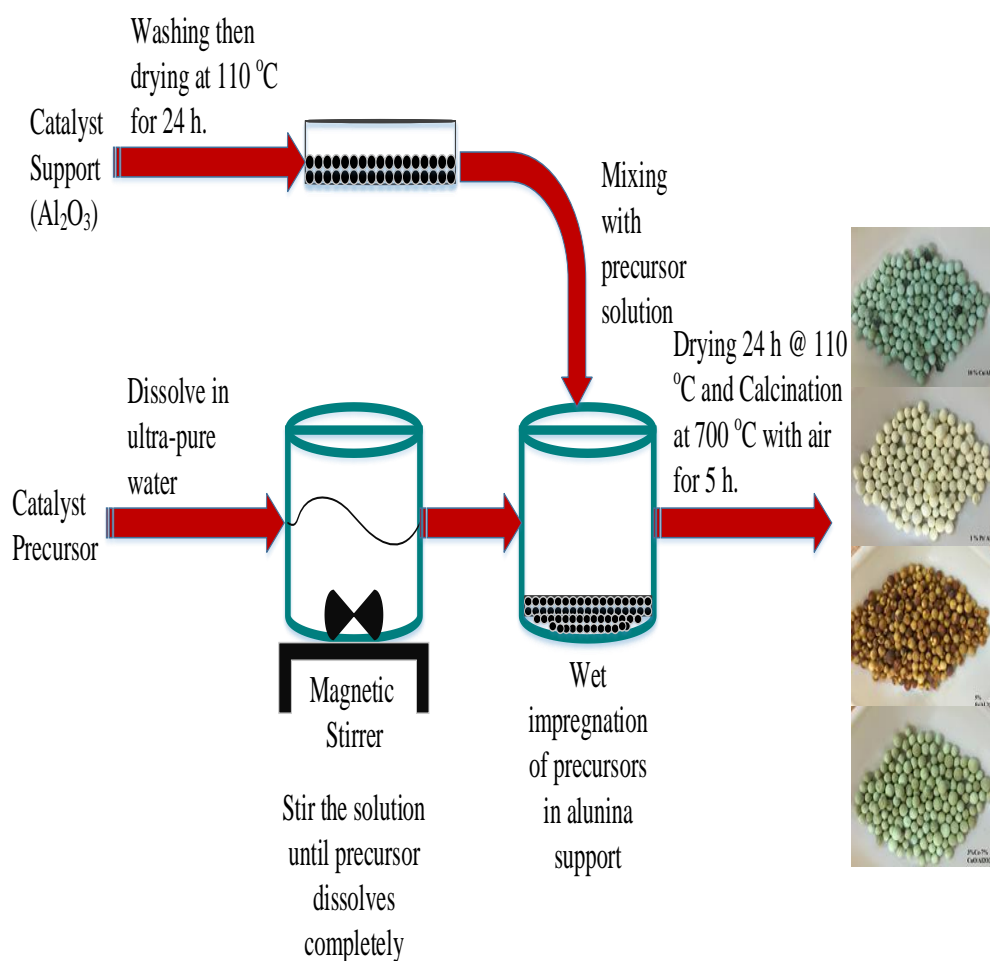 Washing then
drying at 110 °C
for 24 h.
Catalyst
Support
(Al₂O₃)
Mixing
with
precursor
solution
Drying 24 h @ 110
°C and Calcination
at 700 °C with air
for 5 h.
Dissolve in
ultra-pure
water
Catalyst
Precursor
Magnetic
Stirrer
Stir the solution
until precursor
dissolves
completely
Wet
impregnation
of precursors
in alunina
support
5%